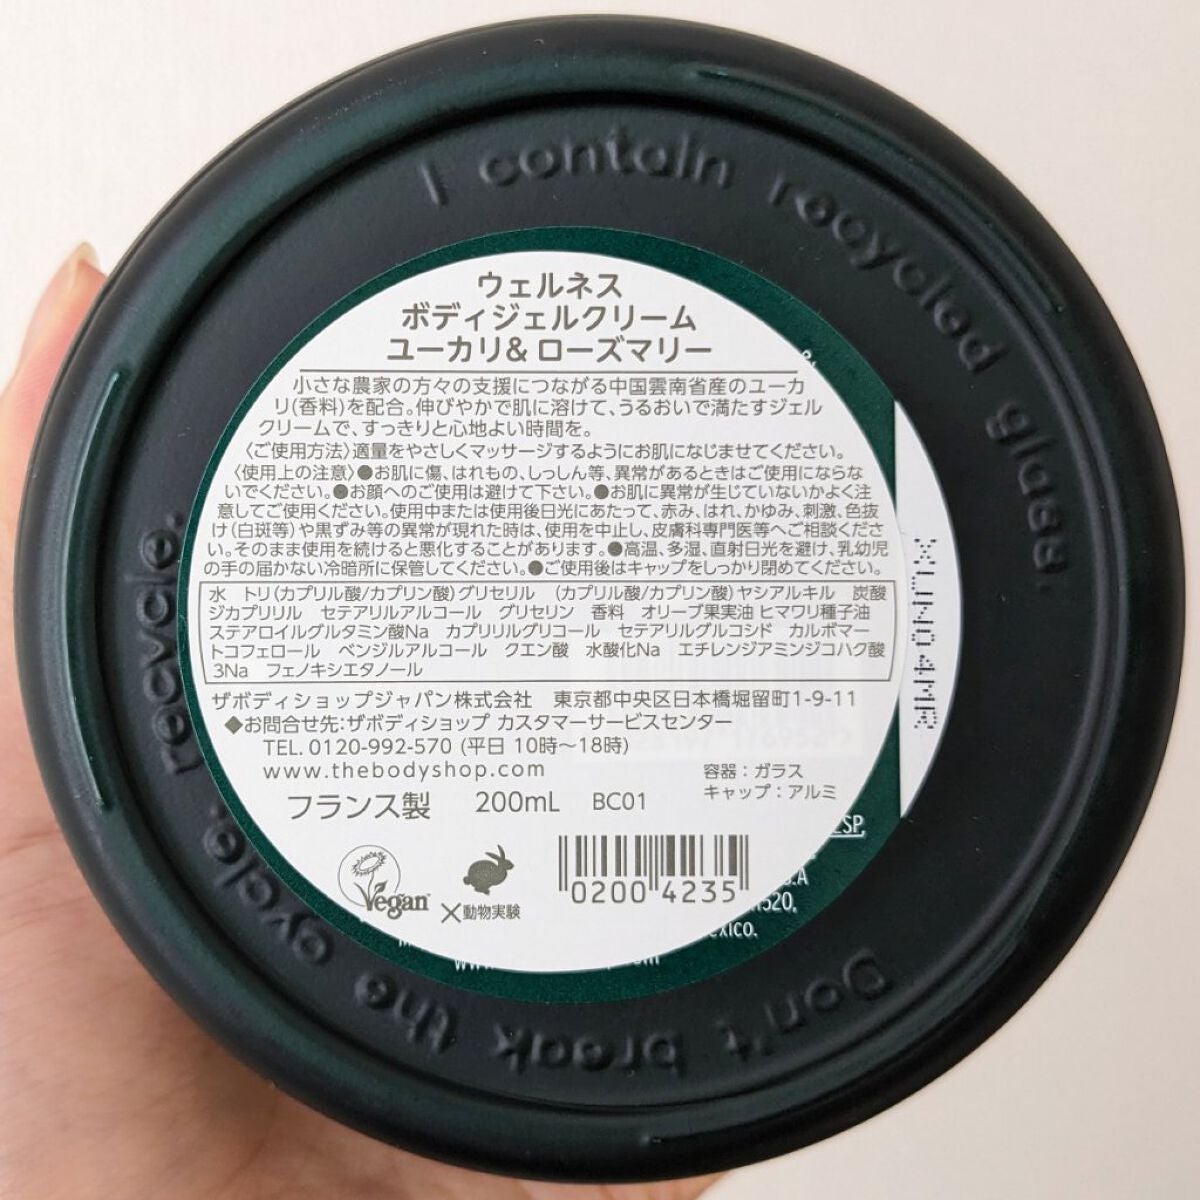 I contain recycled glass.
Don't break the cycle. recycle.
ウェルネス
ボディジェルクリーム
ユーカリ& ローズマリー
小さな農家の方々の支援につながる中国雲南省産のユーカ
リ(香料)を配合。伸びやかで肌に溶けて、うるおいで満たすジェル
クリームで、すっきりと心地よい時間を。
〈ご使用方法〉適量をやさしくマッサージするようにお肌になじませてください。
〈使用上の注意〉●お肌に傷、はれもの、しっしん等、異常があるときはご使用にならな
いでください。●お顔へのご使用は避けて下さい。●お肌に異常が生じていないかよく注
意してご使用ください。使用中または使用後日光にあたって、赤み、はれ、かゆみ、刺激、色抜
け(白斑等)や黒ずみ等の異常が現れた時は、使用を中止し、皮膚科専門医等へご相談くださ
い。そのまま使用を続けると悪化することがあります。●高温、多湿、直射日光を避け、乳幼児
の手の届かない冷暗所に保管してください。●ご使用後はキャップをしっかり閉めてください。
水 トリ(カプリル酸/カプリン酸)グリセリル (カプリル酸/カプリン酸)ヤシアルキル 炭酸
ジカプリリル セテアリルアルコール グリセリン 香料 オリーブ果実油 ヒマワリ種子油
ステアロイルグルタミン酸Na カプリリルグリコール セテアリルグルコシド カルボマー
トコフェロール ベンジルアルコール クエン酸 水酸化Na エチレンジアミンジコハク酸
3Na フェノキシエタノール
ザボディショップジャパン株式会社 東京都中央区日本橋堀留町1-9-11
◆お問合せ先:ザボディショップ カスタマーサービスセンター
TEL. 0120-992-570 (平日 10時〜18時)
www.thebodyshop.com
容器：ガラス
キャップ：アルミ
フランス製 200mL BC01
Vegan
×動物実験
0200 4235
ESP,
.A
520,
exico.